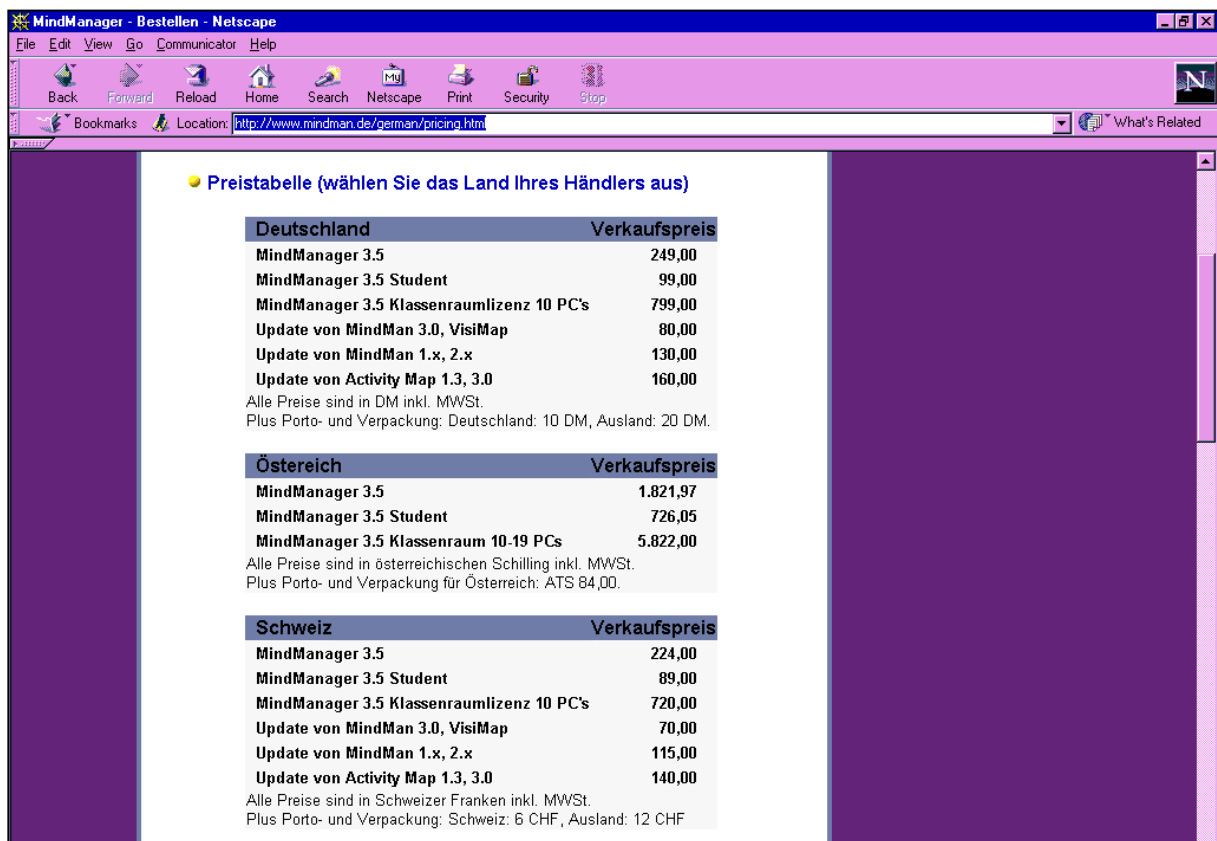 MindManager - Bestellen - Netscape
File Edit View Go Communicator Help
Back Forward Reload Home Search Netscape Print Security Stop
My
N
Bookmarks Location: http://www.mindman.de/german/pricing.htm What's Related
Preistabelle (wählen Sie das Land Ihres Händlers aus)
Deutschland Verkaufspreis
MindManager 3.5 249,00
MindManager 3.5 Student 99,00
MindManager 3.5 Klassenraumlizenz 10 PC's 799,00
Update von MindMan 3.0, VisiMap 80,00
Update von MindMan 1.x, 2.x 130,00
Update von Activity Map 1.3, 3.0 160,00
Alle Preise sind in DM inkl. MWSt.
Plus Porto- und Verpackung: Deutschland: 10 DM, Ausland: 20 DM.
Östereich Verkaufspreis
MindManager 3.5 1.821,97
MindManager 3.5 Student 726,05
MindManager 3.5 Klassenraum 10-19 PCs 5.822,00
Alle Preise sind in österreichischen Schilling inkl. MWSt.
Plus Porto- und Verpackung für Österreich: ATS 84,00.
Schweiz Verkaufspreis
MindManager 3.5 224,00
MindManager 3.5 Student 89,00
MindManager 3.5 Klassenraumlizenz 10 PC's 720,00
Update von MindMan 3.0, VisiMap 70,00
Update von MindMan 1.x, 2.x 115,00
Update von Activity Map 1.3, 3.0 140,00
Alle Preise sind in Schweizer Franken inkl. MWSt.
Plus Porto- und Verpackung: Schweiz: 6 CHF, Ausland: 12 CHF